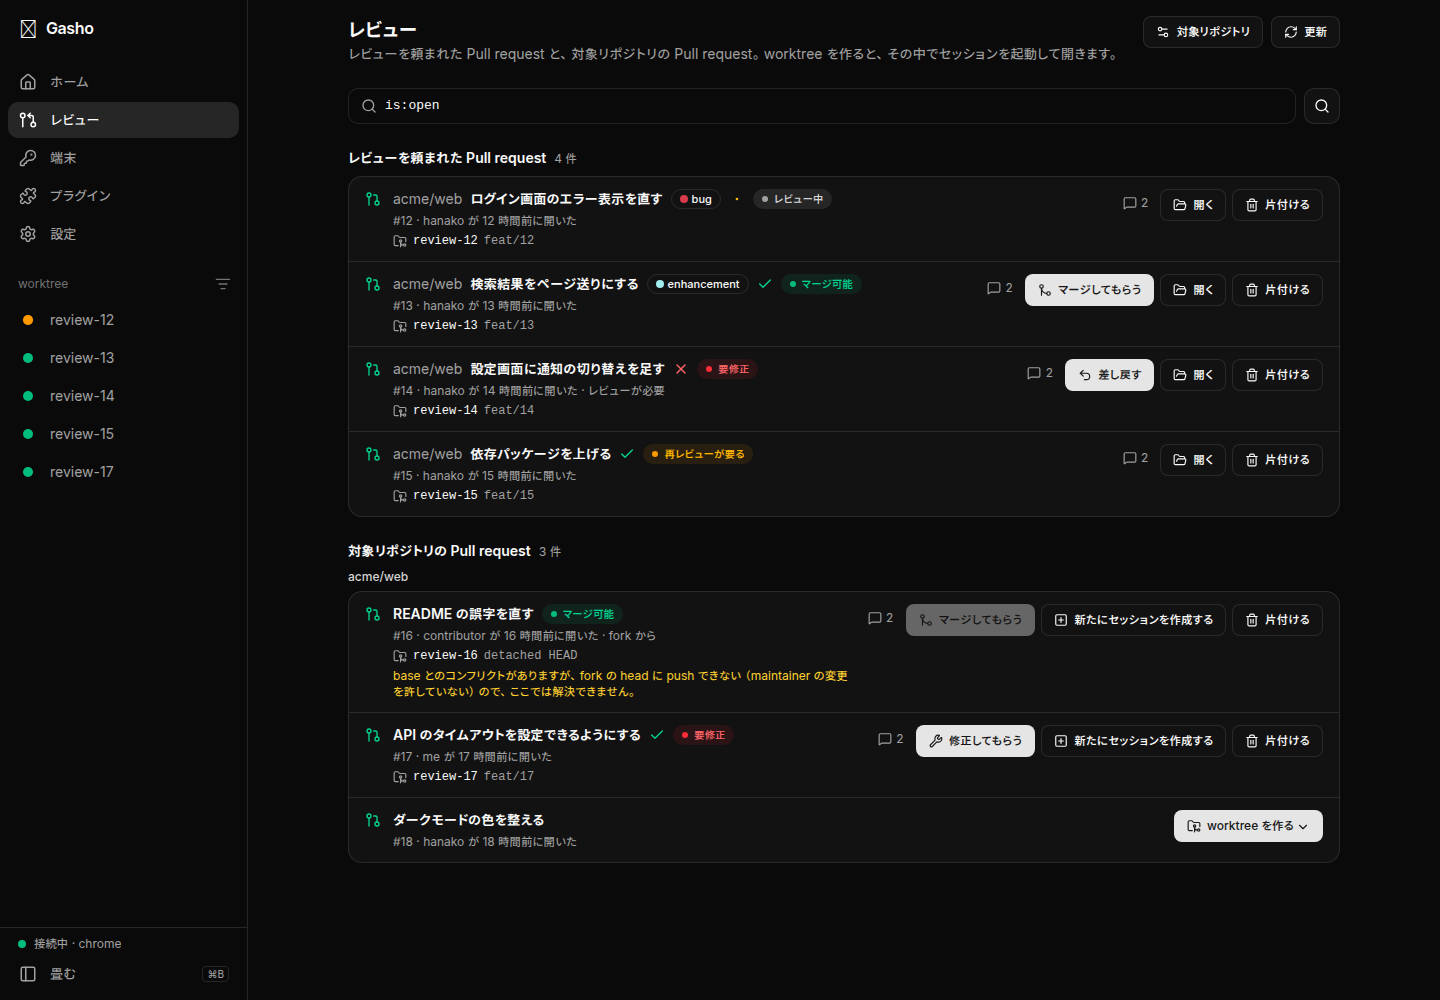 Gasho
ホーム
レビュー
端末
プラグイン
設定
worktree
review-12
review-13
review-14
review-15
review-17
接続中 · chrome
畳む ⌘B
レビュー
レビューを頼まれた Pull request と、対象リポジトリの Pull request。worktree を作ると、その中でセッションを起動して開きます。
対象リポジトリ 更新
is:open
レビューを頼まれた Pull request 4 件
acme/web ログイン画面のエラー表示を直す bug · レビュー中 2 開く 片付ける
#12 · hanako が 12 時間前に開いた
review-12 feat/12
acme/web 検索結果をページ送りにする enhancement マージ可能 2 マージしてもらう 開く 片付ける
#13 · hanako が 13 時間前に開いた
review-13 feat/13
acme/web 設定画面に通知の切り替えを足す 要修正 2 差し戻す 開く 片付ける
#14 · hanako が 14 時間前に開いた · レビューが必要
review-14 feat/14
acme/web 依存パッケージを上げる 再レビューが要る 2 開く 片付ける
#15 · hanako が 15 時間前に開いた
review-15 feat/15
対象リポジトリの Pull request 3 件
acme/web
README の誤字を直す マージ可能 2 マージしてもらう 新たにセッションを作成する 片付ける
#16 · contributor が 16 時間前に開いた · fork から
review-16 detached HEAD
base とのコンフリクトがありますが、fork の head に push できない（maintainer の変更
を許していない）ので、ここでは解決できません。
API のタイムアウトを設定できるようにする 要修正 2 修正してもらう 新たにセッションを作成する 片付ける
#17 · me が 17 時間前に開いた
review-17 feat/17
ダークモードの色を整える worktree を作る
#18 · hanako が 18 時間前に開いた